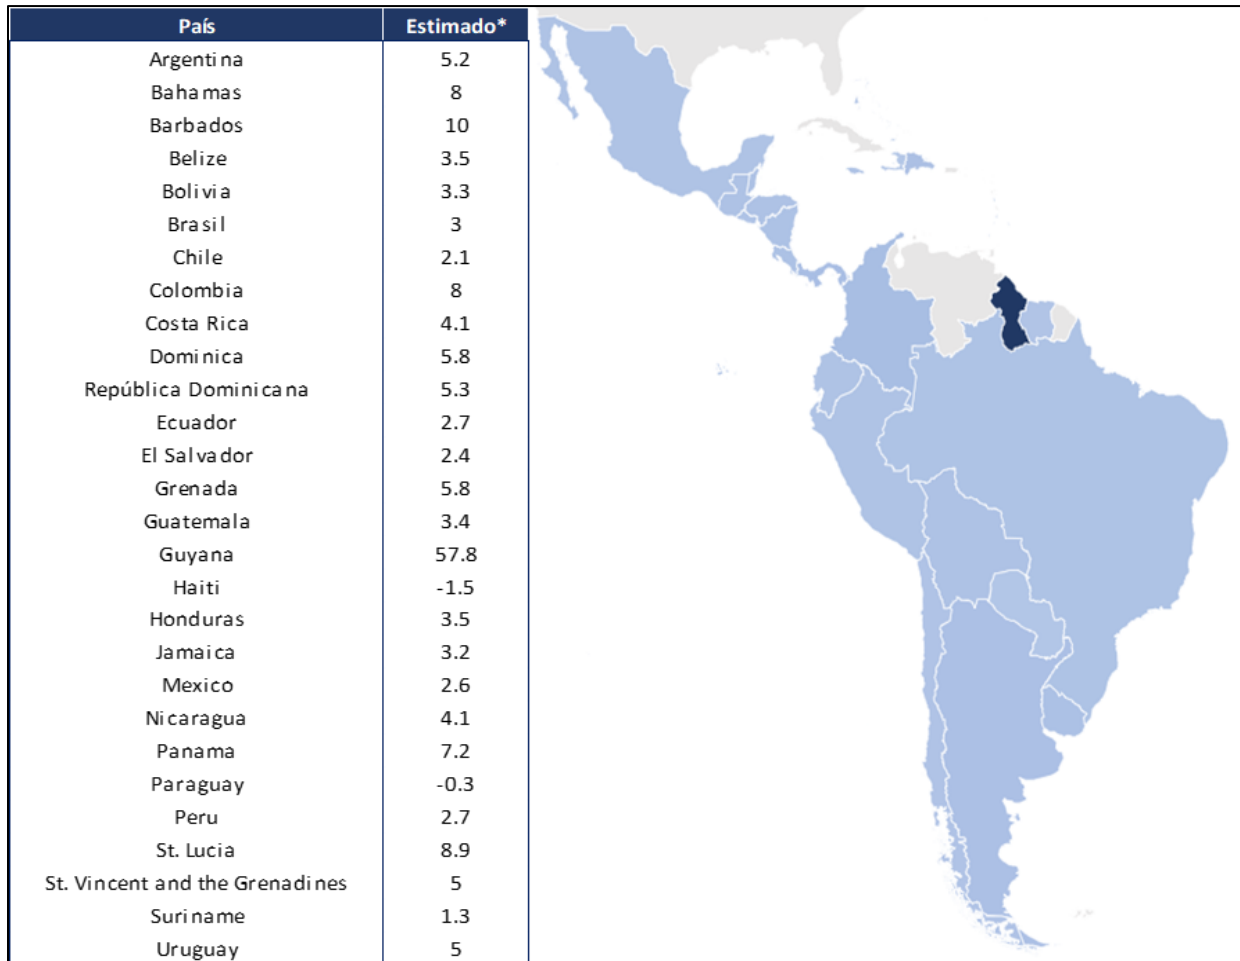 País Estimado*
Argentina 5.2
Bahamas 8
Barbados 10
Belize 3.5
Bolivia 3.3
Brasil 3
Chile 2.1
Colombia 8
Costa Rica 4.1
Dominica 5.8
República Dominicana 5.3
Ecuador 2.7
El Salvador 2.4
Grenada 5.8
Guatemala 3.4
Guyana 57.8
Haiti -1.5
Honduras 3.5
Jamaica 3.2
Mexico 2.6
Nicaragua 4.1
Panama 7.2
Paraguay -0.3
Peru 2.7
St. Lucia 8.9
St. Vincent and the Grenadines 5
Suriname 1.3
Uruguay 5